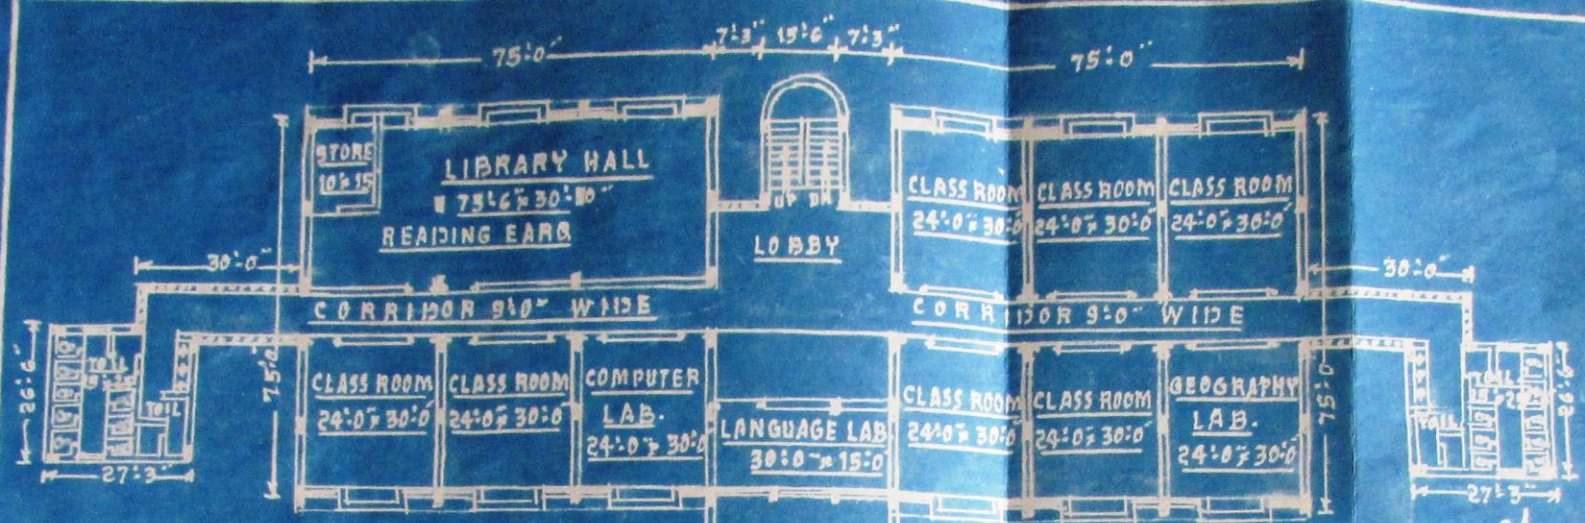 75'-0"
7'-3" 15'-6 7'-3"
75'-0"
STORE
10'x15
LIBRARY HALL
75'-6"x30'-0"
READING EARQ
UP DN
LOBBY
CLASS ROOM
24'-0"x30'-0
CLASS ROOM
24'-0"x30'-0
CLASS ROOM
24'-0"x30'-0
30'-0"
30'-0"
CORRIDOR 9'-0" WIDE
CORRIDOR 9'-0" WIDE
26'-6"
TOIL
TOIL
27'-3"
75'-0
CLASS ROOM
24'-0"x30'-0
CLASS ROOM
24'-0"x30'-0
COMPUTER
LAB.
24'-0"x30'-0
LANGUAGE LAB
30'-0"x15'-0
CLASS ROOM
24'-0"x30'-0
CLASS ROOM
24'-0"x30'-0
GEOGRAPHY
LAB.
24'-0"x30'-0
75'-0
TOIL
TOIL
26'-6"
27'-3"